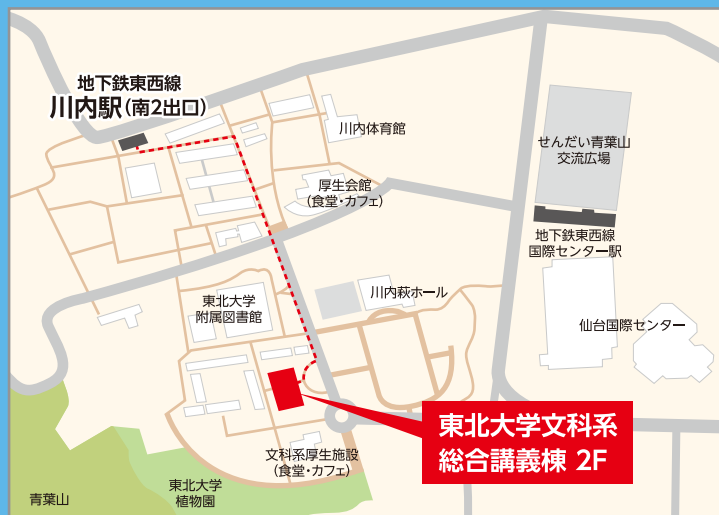 地下鉄東西線
川内駅(南2出口)
川内体育館
せんだい青葉山
交流広場
厚生会館
(食堂・カフェ)
地下鉄東西線
国際センター駅
東北大学
附属図書館
川内萩ホール
仙台国際センター
東北大学文科系
総合講義棟 2F
文科系厚生施設
(食堂・カフェ)
東北大学
植物園
青葉山